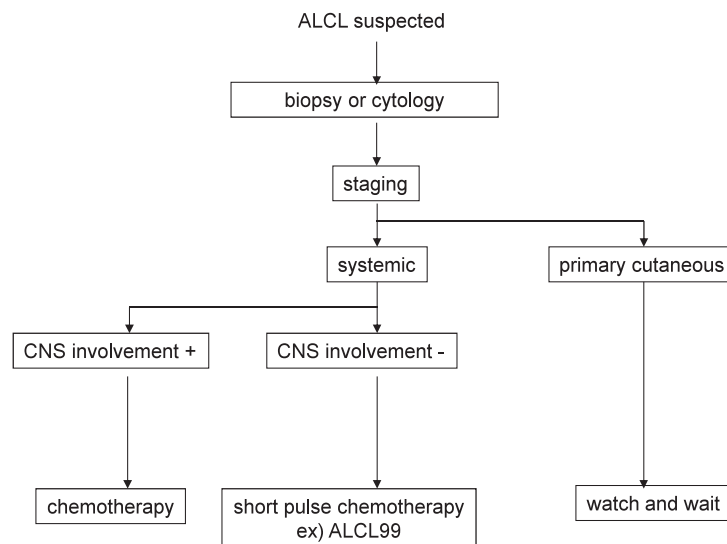 ALCL suspected
biopsy or cytology
staging
systemic
primary cutaneous
CNS involvement +
CNS involvement -
chemotherapy
short pulse chemotherapy
ex) ALCL99
watch and wait